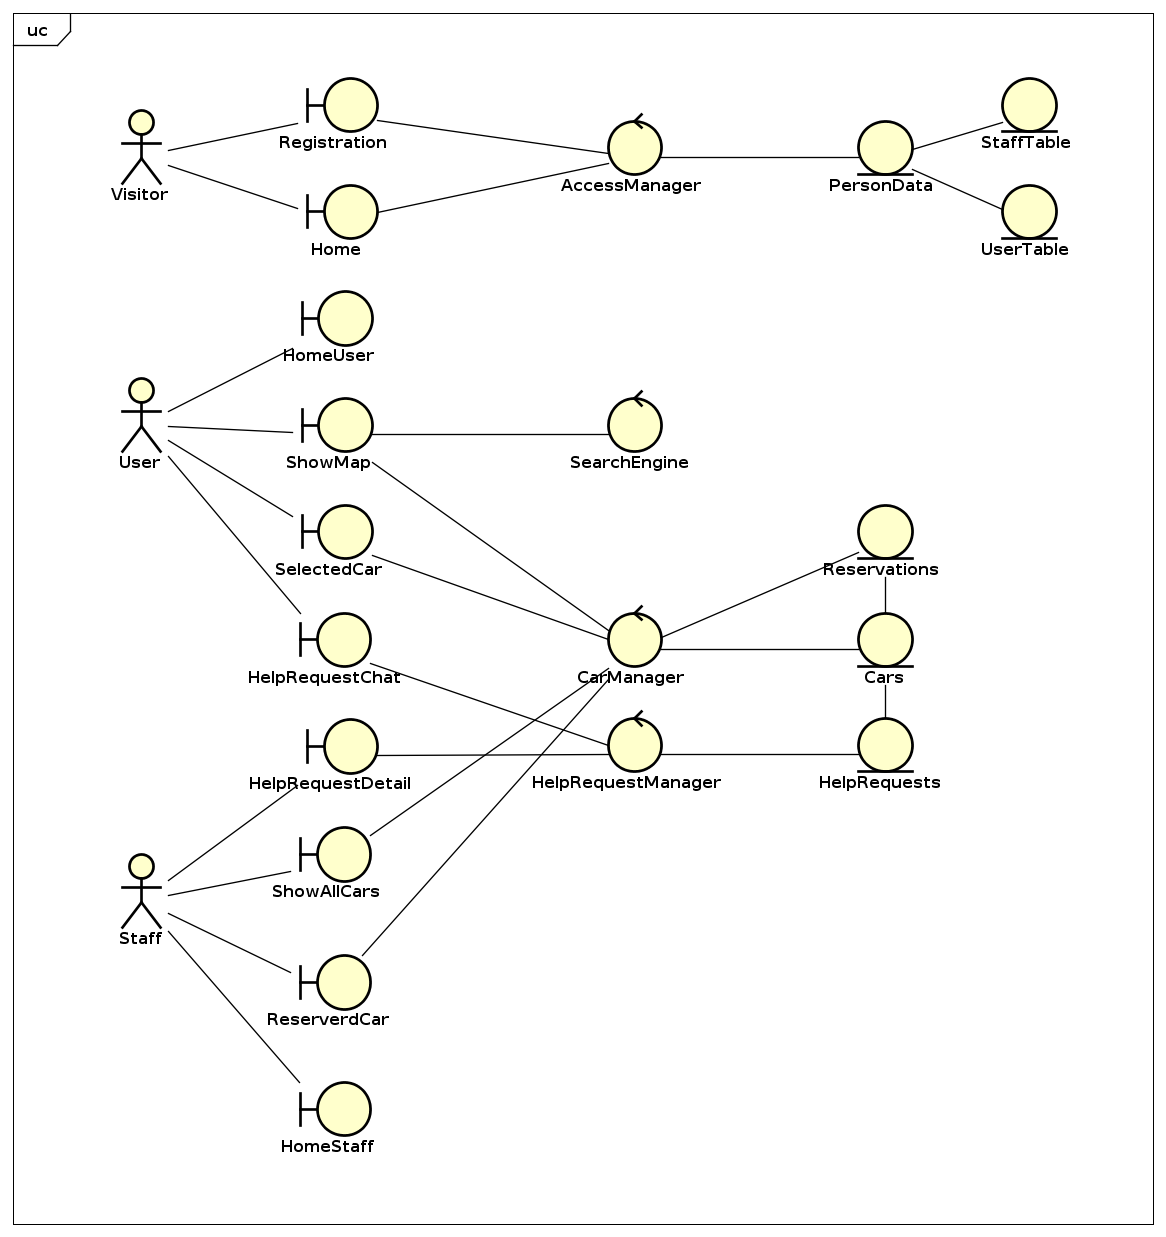 uc
Registration
StaffTable
AccessManager
PersonData
Visitor
Home
UserTable
HomeUser
User
ShowMap
SearchEngine
SelectedCar
Reservations
HelpRequestChat
CarManager
Cars
HelpRequestDetail
HelpRequestManager
HelpRequests
ShowAllCars
Staff
ReserverdCar
HomeStaff